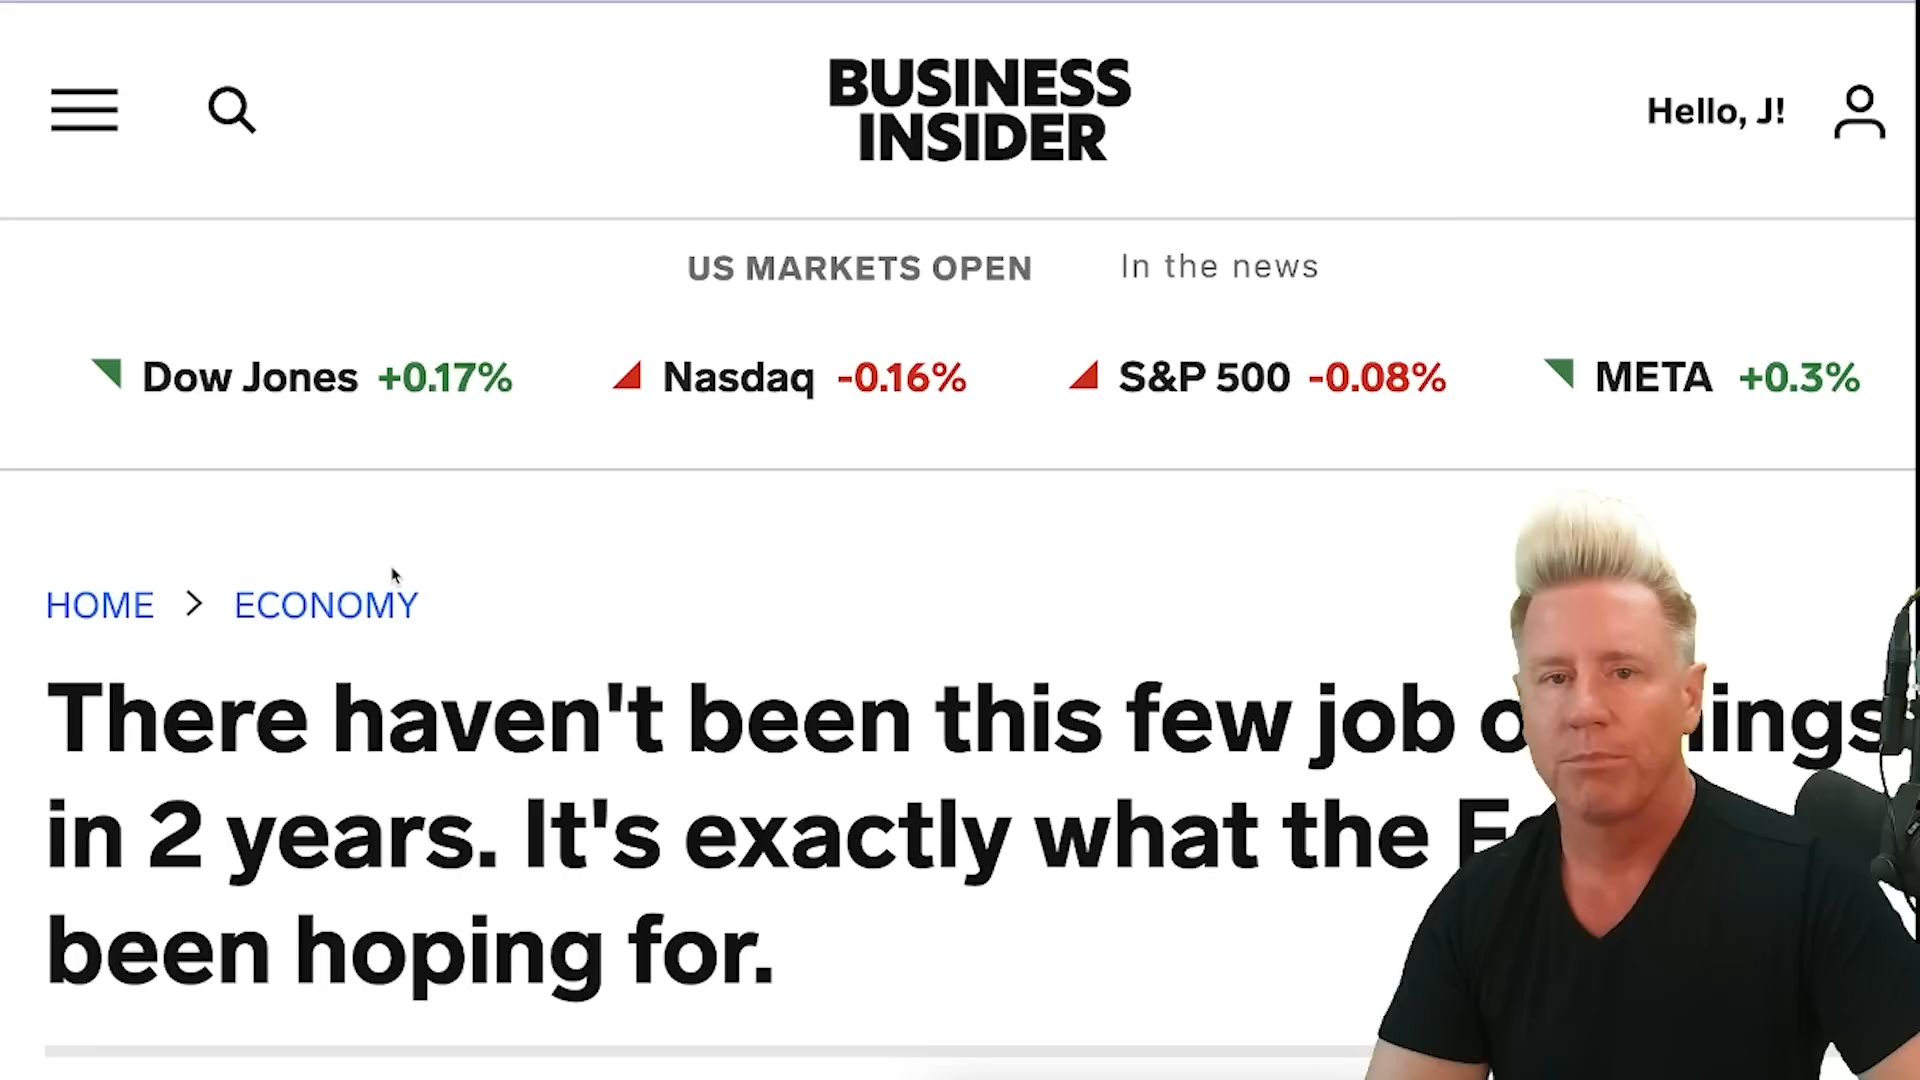 BUSINESS
INSIDER
Hello, J!
US MARKETS OPEN In the news
Dow Jones +0.17% Nasdaq -0.16% S&P 500 -0.08% META +0.3%
HOME > ECONOMY
There haven't been this few job
in 2 years. It's exactly what the
been hoping for.